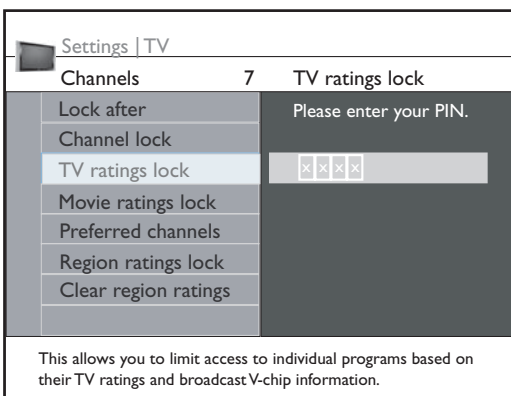 Settings | TV
Channels 7 TV ratings lock
Lock after
Please enter your PIN.
Channel lock
TV ratings lock
x x x x
Movie ratings lock
Preferred channels
Region ratings lock
Clear region ratings
This allows you to limit access to individual programs based on
their TV ratings and broadcast V-chip information.